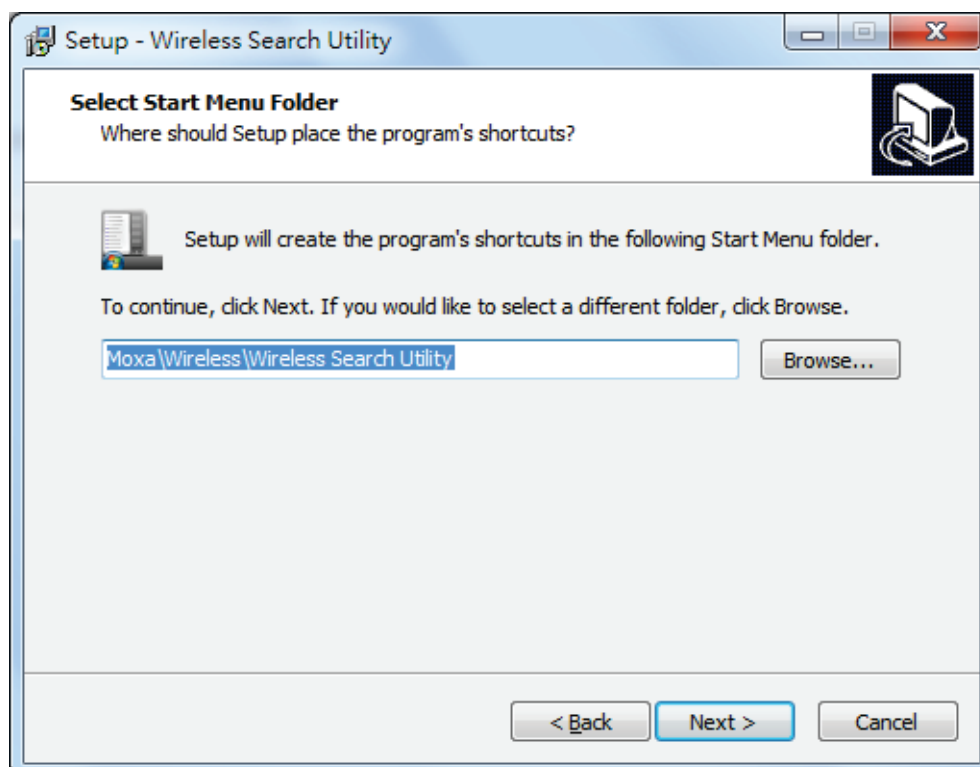 Setup - Wireless Search Utility
Select Start Menu Folder
Where should Setup place the program's shortcuts?
Setup will create the program's shortcuts in the following Start Menu folder.
To continue, click Next. If you would like to select a different folder, click Browse.
Moxa\Wireless\Wireless Search Utility
Browse...
< Back
Next >
Cancel